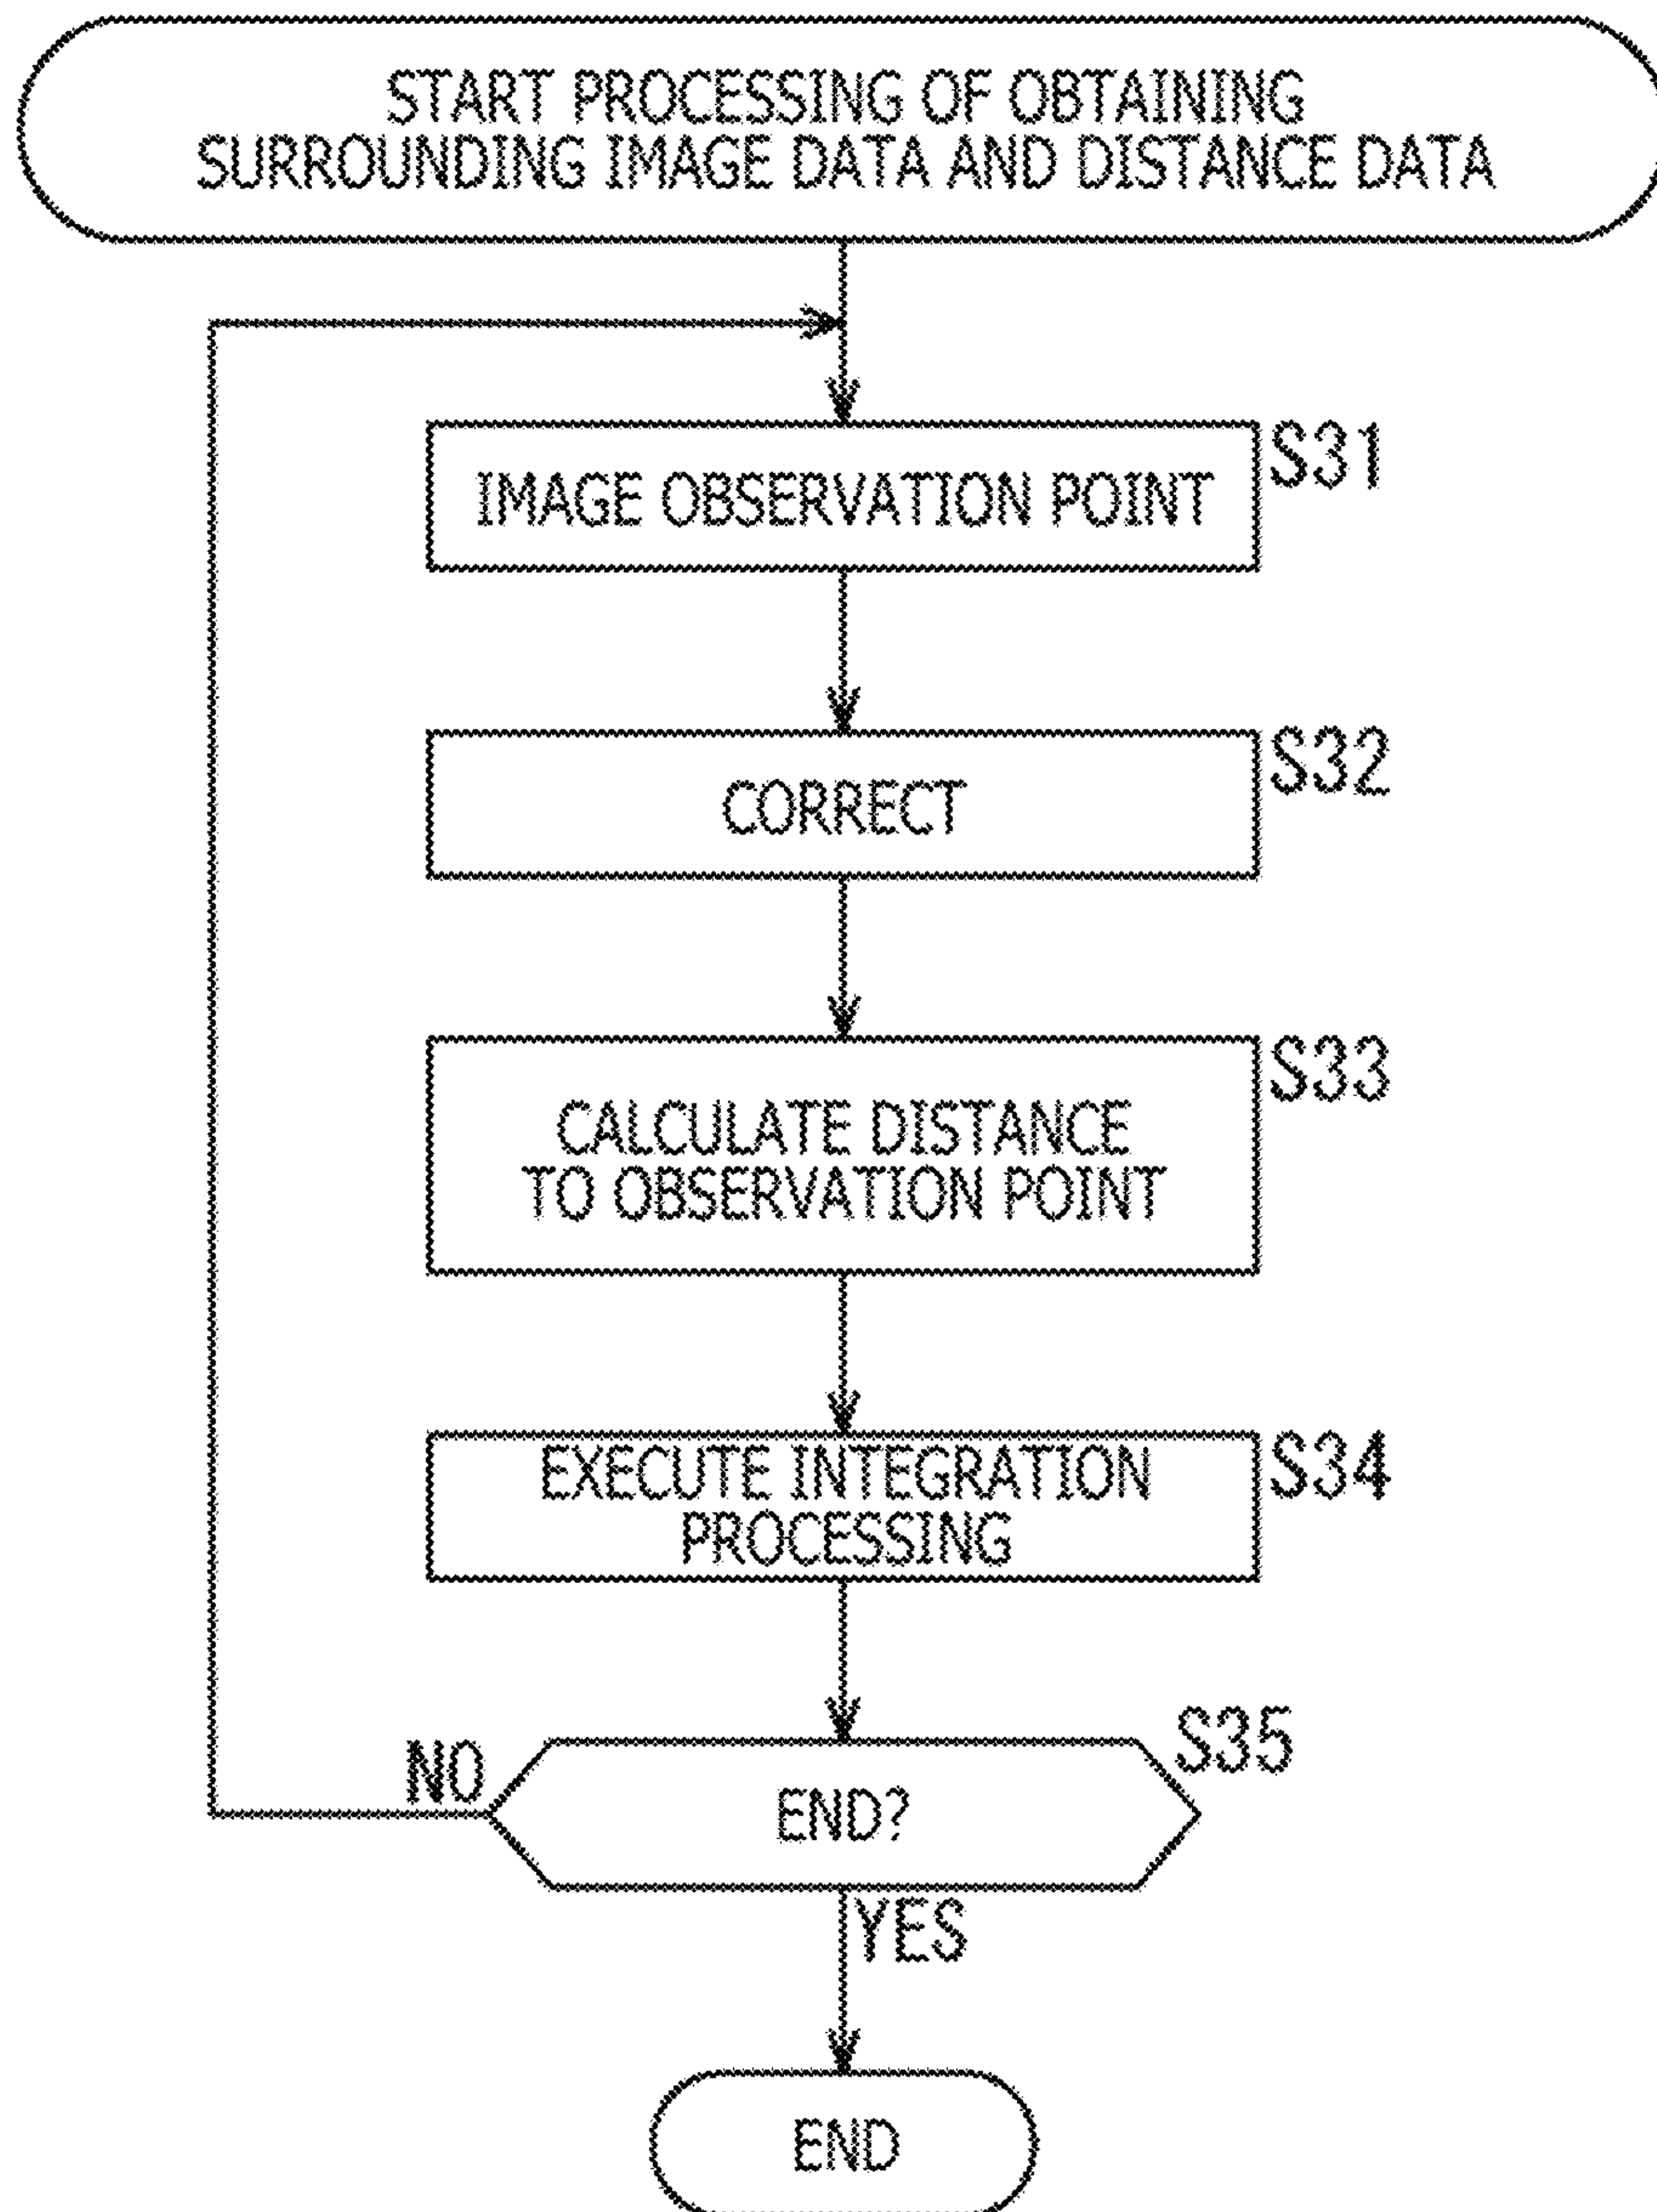 START PROCESSING OF OBTAINING
SURROUNDING IMAGE DATA AND DISTANCE DATA
IMAGE OBSERVATION POINT
S31
CORRECT
S32
CALCULATE DISTANCE
TO OBSERVATION POINT
S33
EXECUTE INTEGRATION
PROCESSING
S34
END?
S35
NO
YES
END